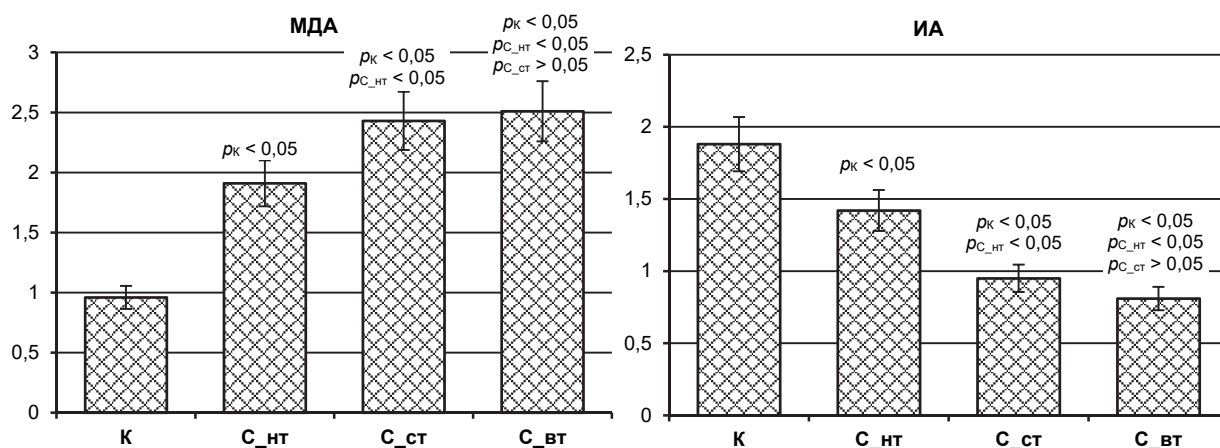 МДА
3
2,5
2
1,5
1
0,5
0
pК < 0,05
pК < 0,05
pС_нт < 0,05
pК < 0,05
pС_нт < 0,05
pС_ст > 0,05
К
С_нт
С_ст
С_вт
ИА
2,5
2
1,5
1
0,5
0
pК < 0,05
pК < 0,05
pС_нт < 0,05
pК < 0,05
pС_нт < 0,05
pС_ст > 0,05
К
С_нт
С_ст
С_вт